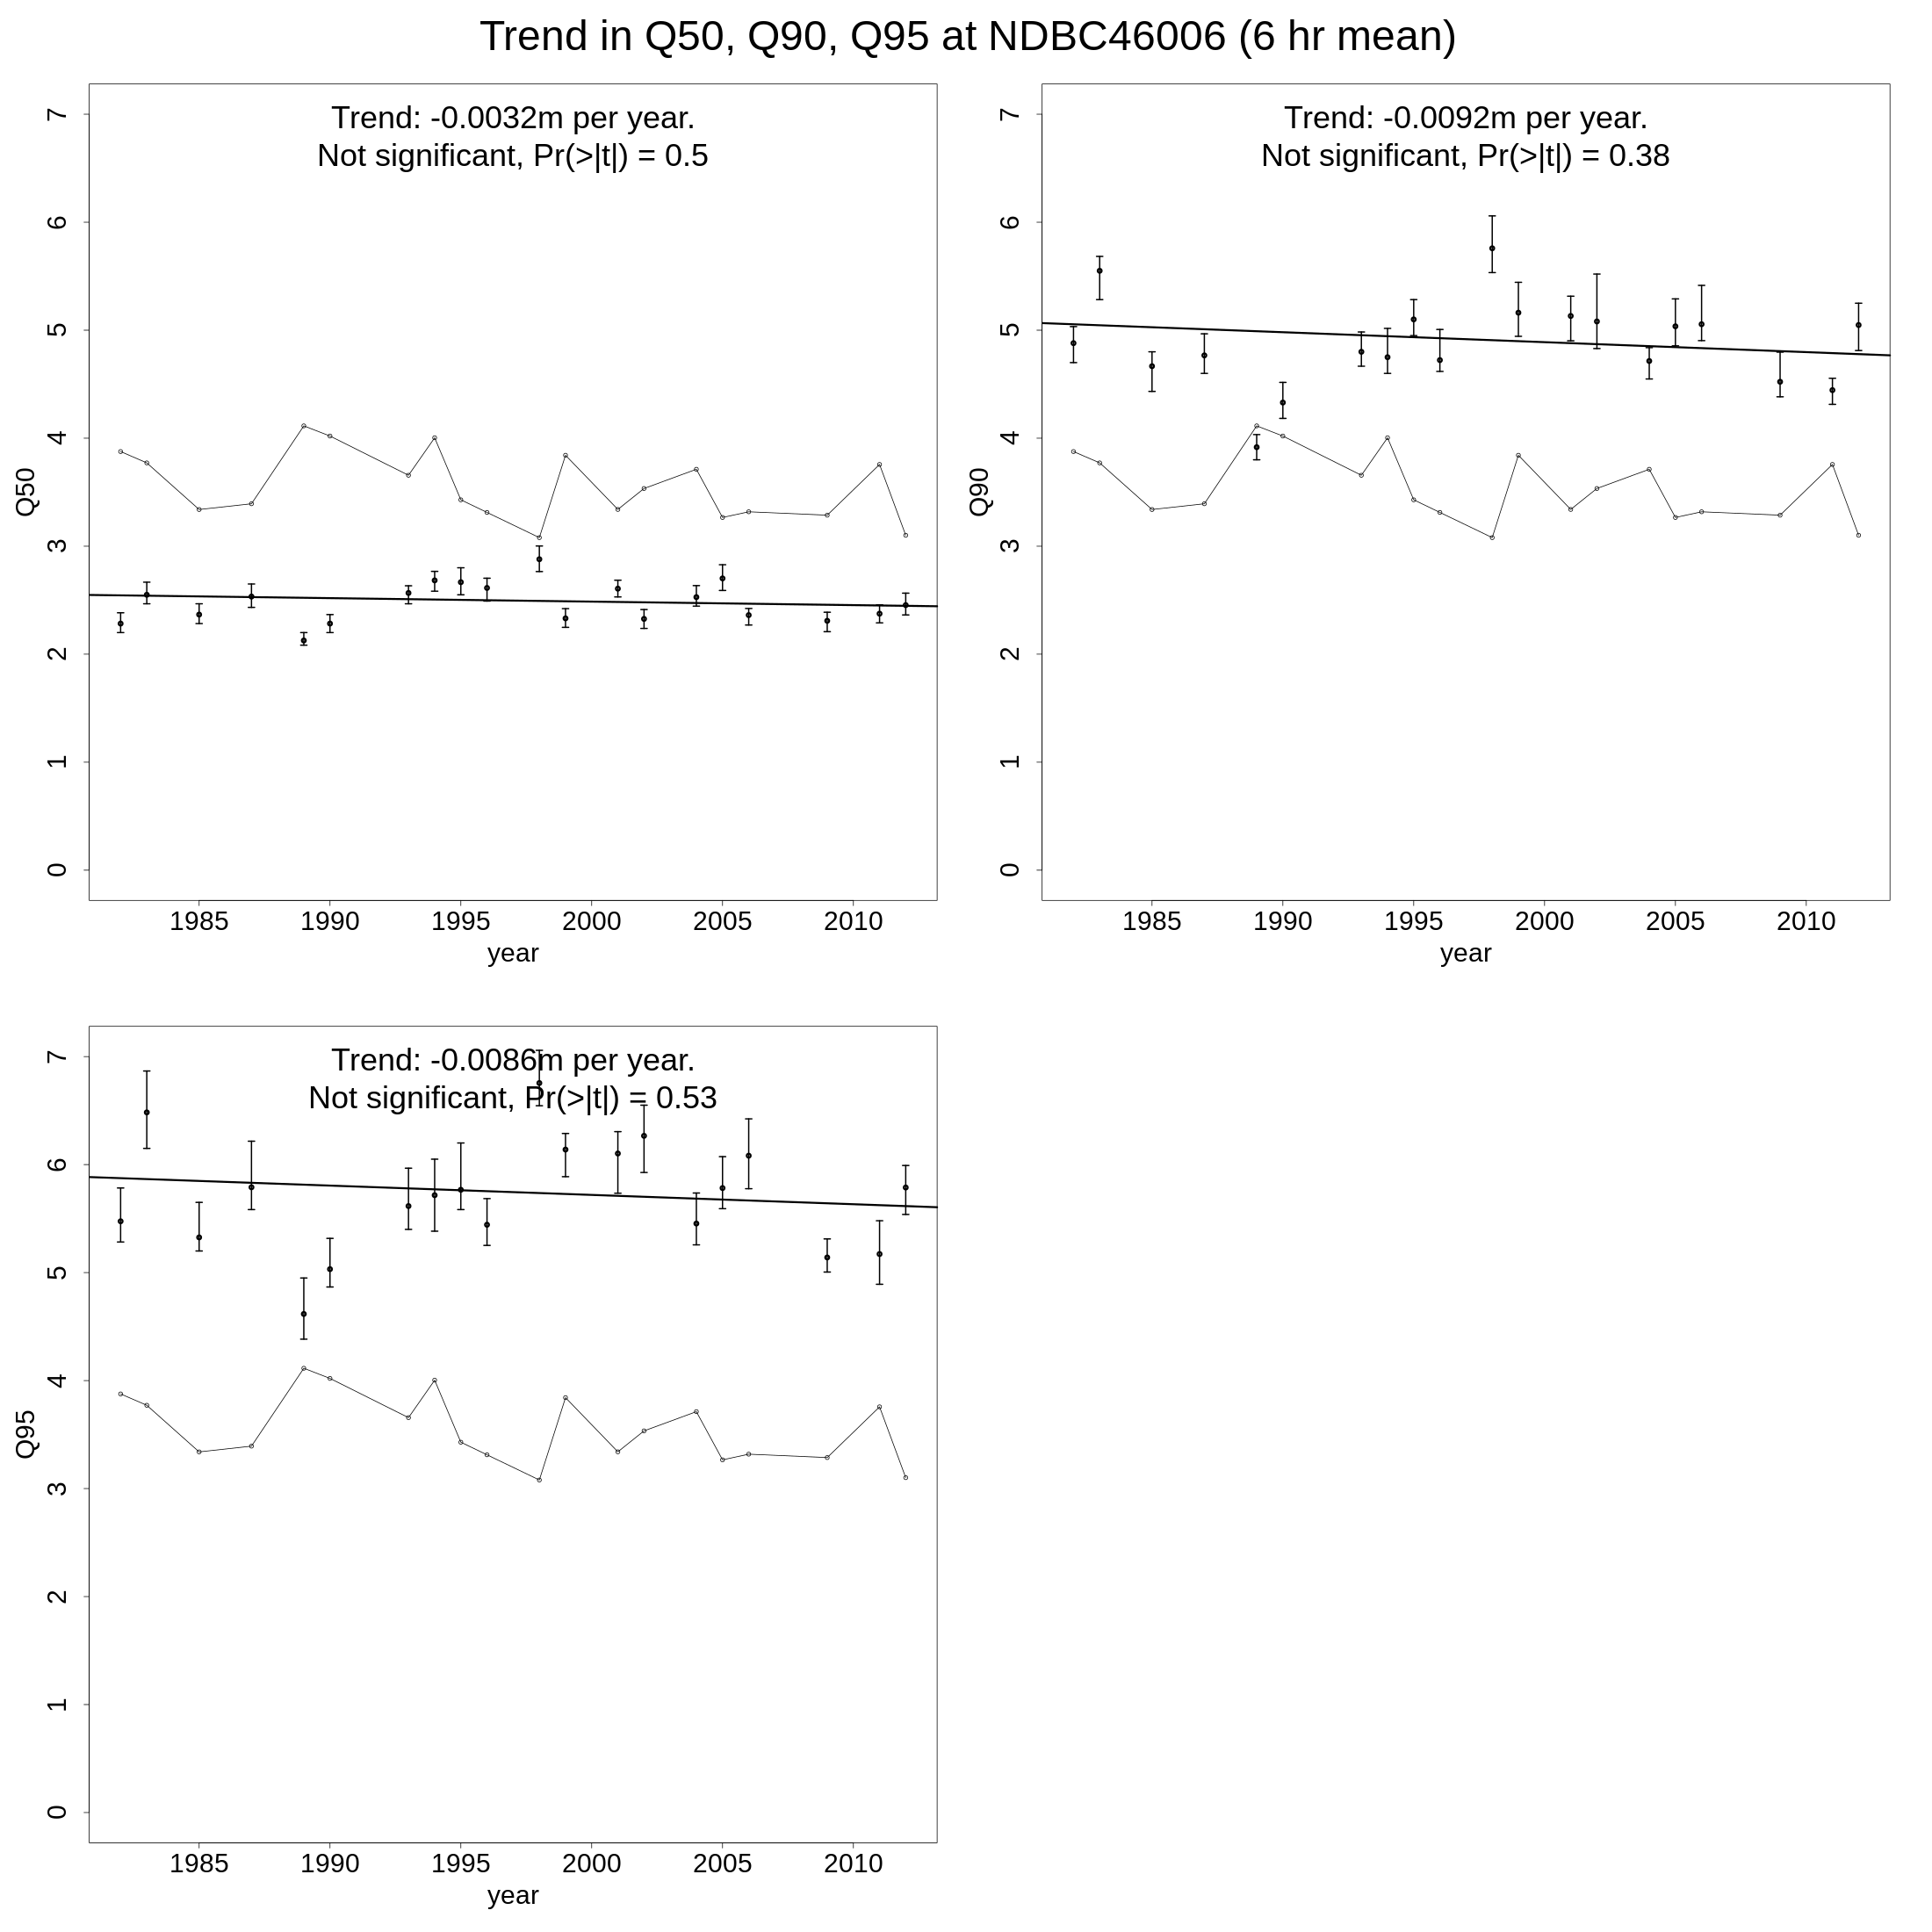 Trend in Q50, Q90, Q95 at NDBC46006 (6 hr mean)
Trend: -0.0032m per year.
Not significant, Pr(>|t|) = 0.5
7
6
5
4
3
2
1
0
Q50
1985 1990 1995 2000 2005 2010
year
Trend: -0.0092m per year.
Not significant, Pr(>|t|) = 0.38
7
6
5
4
3
2
1
0
Q90
1985 1990 1995 2000 2005 2010
year
Trend: -0.0086m per year.
Not significant, Pr(>|t|) = 0.53
7
6
5
4
3
2
1
0
Q95
1985 1990 1995 2000 2005 2010
year